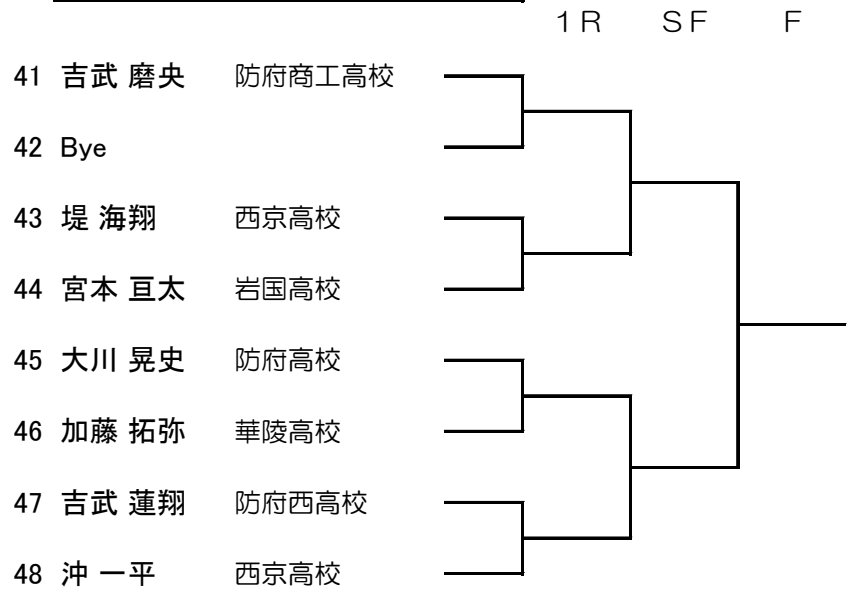 １Ｒ ＳＦ Ｆ
41 吉武 磨央 防府商工高校
42 Bye
43 堤 海翔 西京高校
44 宮本 亘太 岩国高校
45 大川 晃史 防府高校
46 加藤 拓弥 華陵高校
47 吉武 蓮翔 防府西高校
48 沖 一平 西京高校